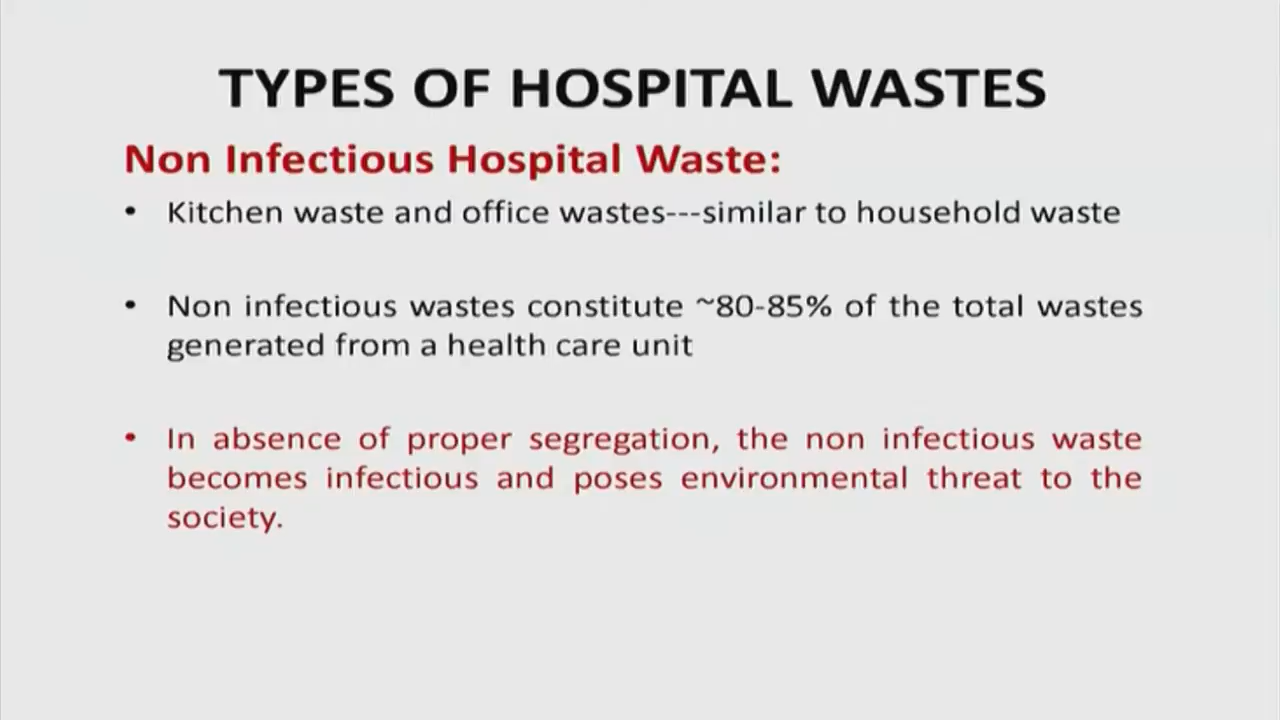 TYPES OF HOSPITAL WASTES
Non Infectious Hospital Waste:
• Kitchen waste and office wastes---similar to household waste
• Non infectious wastes constitute ~80-85% of the total wastes
generated from a health care unit
• In absence of proper segregation, the non infectious waste
becomes infectious and poses environmental threat to the
society.